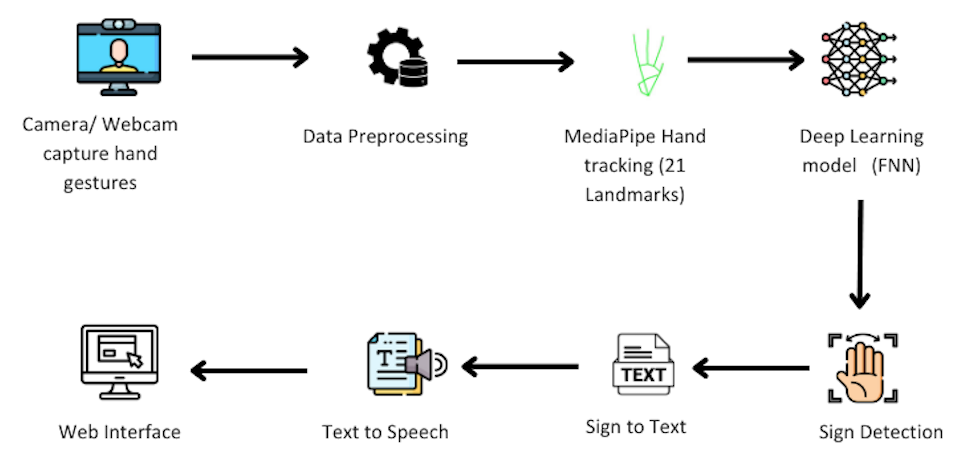 Camera/ Webcam
capture hand
gestures
Data Preprocessing
MediaPipe Hand
tracking (21
Landmarks)
Deep Learning
model (FNN)
Web Interface
T
Text to Speech
TEXT
Sign to Text
Sign Detection